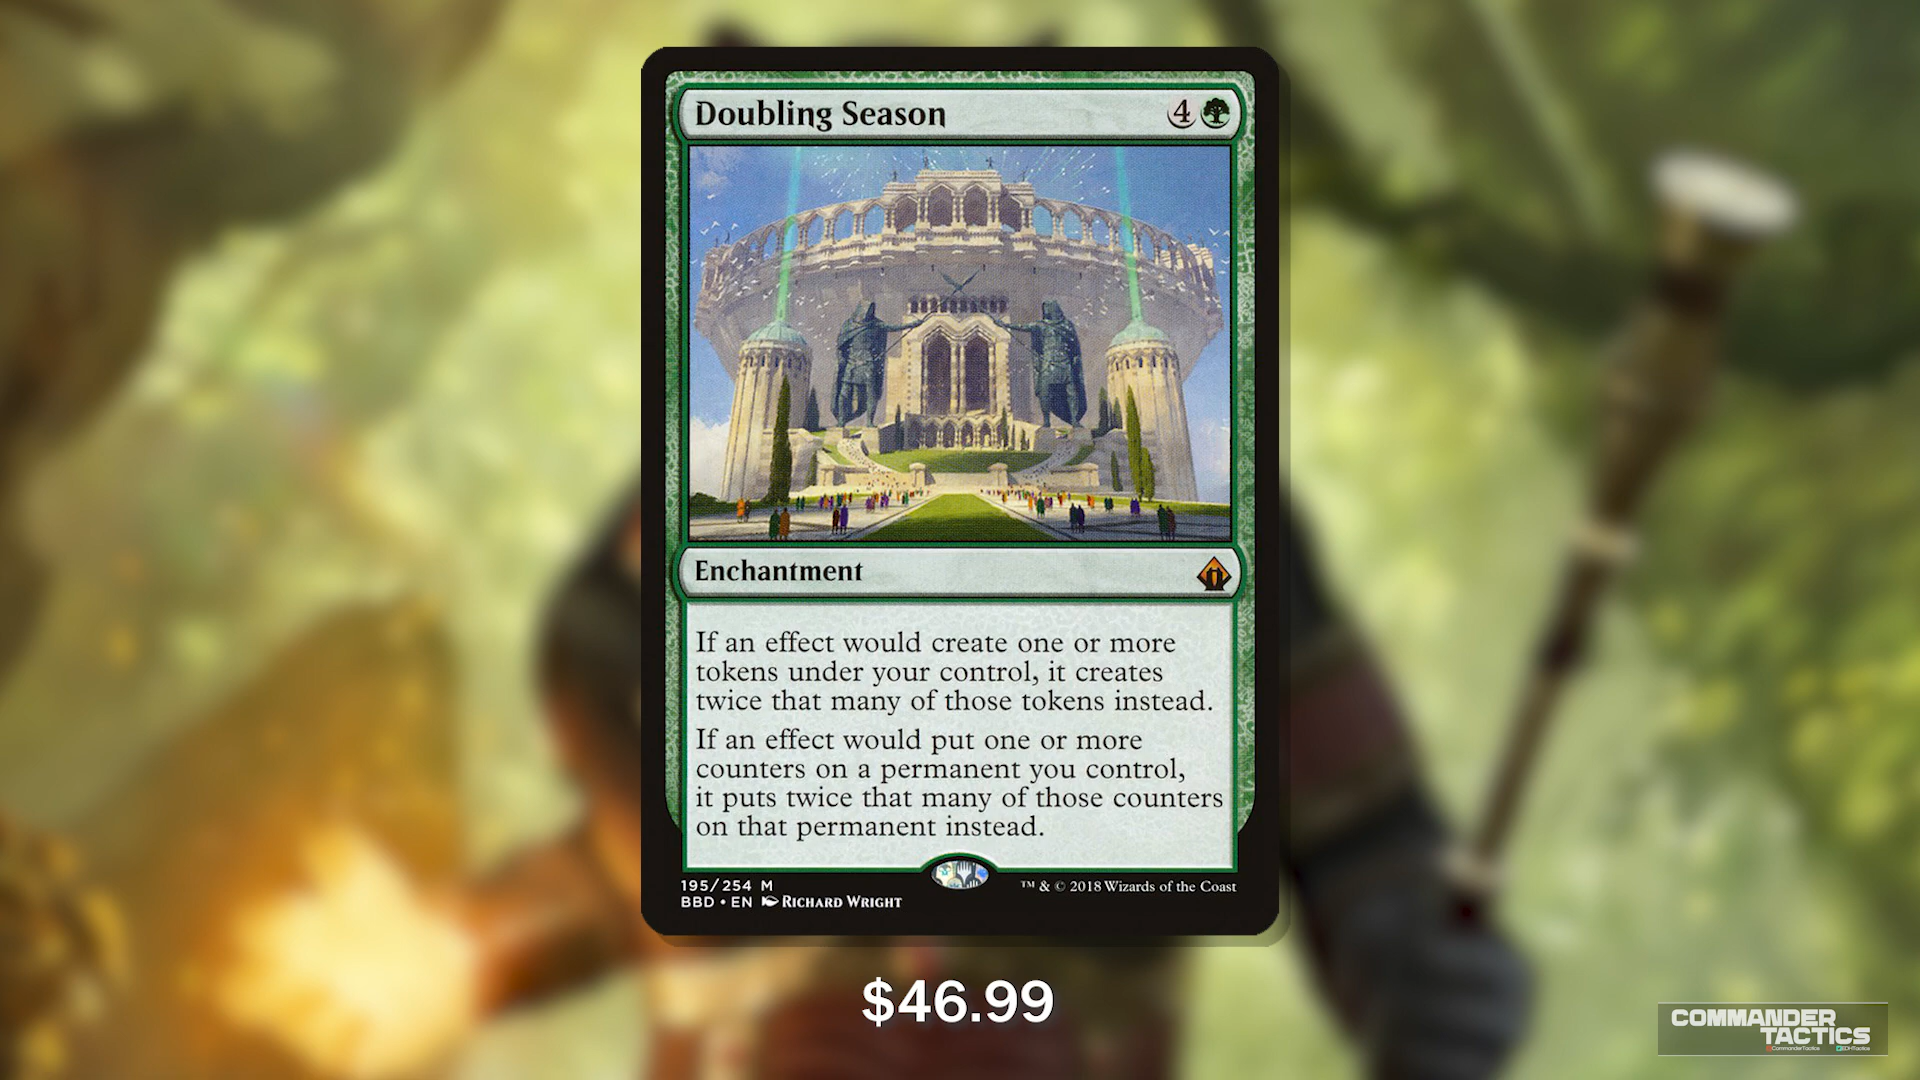 Doubling Season
4
Enchantment
If an effect would create one or more
tokens under your control, it creates
twice that many of those tokens instead.
If an effect would put one or more
counters on a permanent you control,
it puts twice that many of those counters
on that permanent instead.
195/254 M
BBD • EN Richard Wright
™ & © 2018 Wizards of the Coast
$46.99
COMMANDER
TACTICS
CommanderTactics
EDHTactics